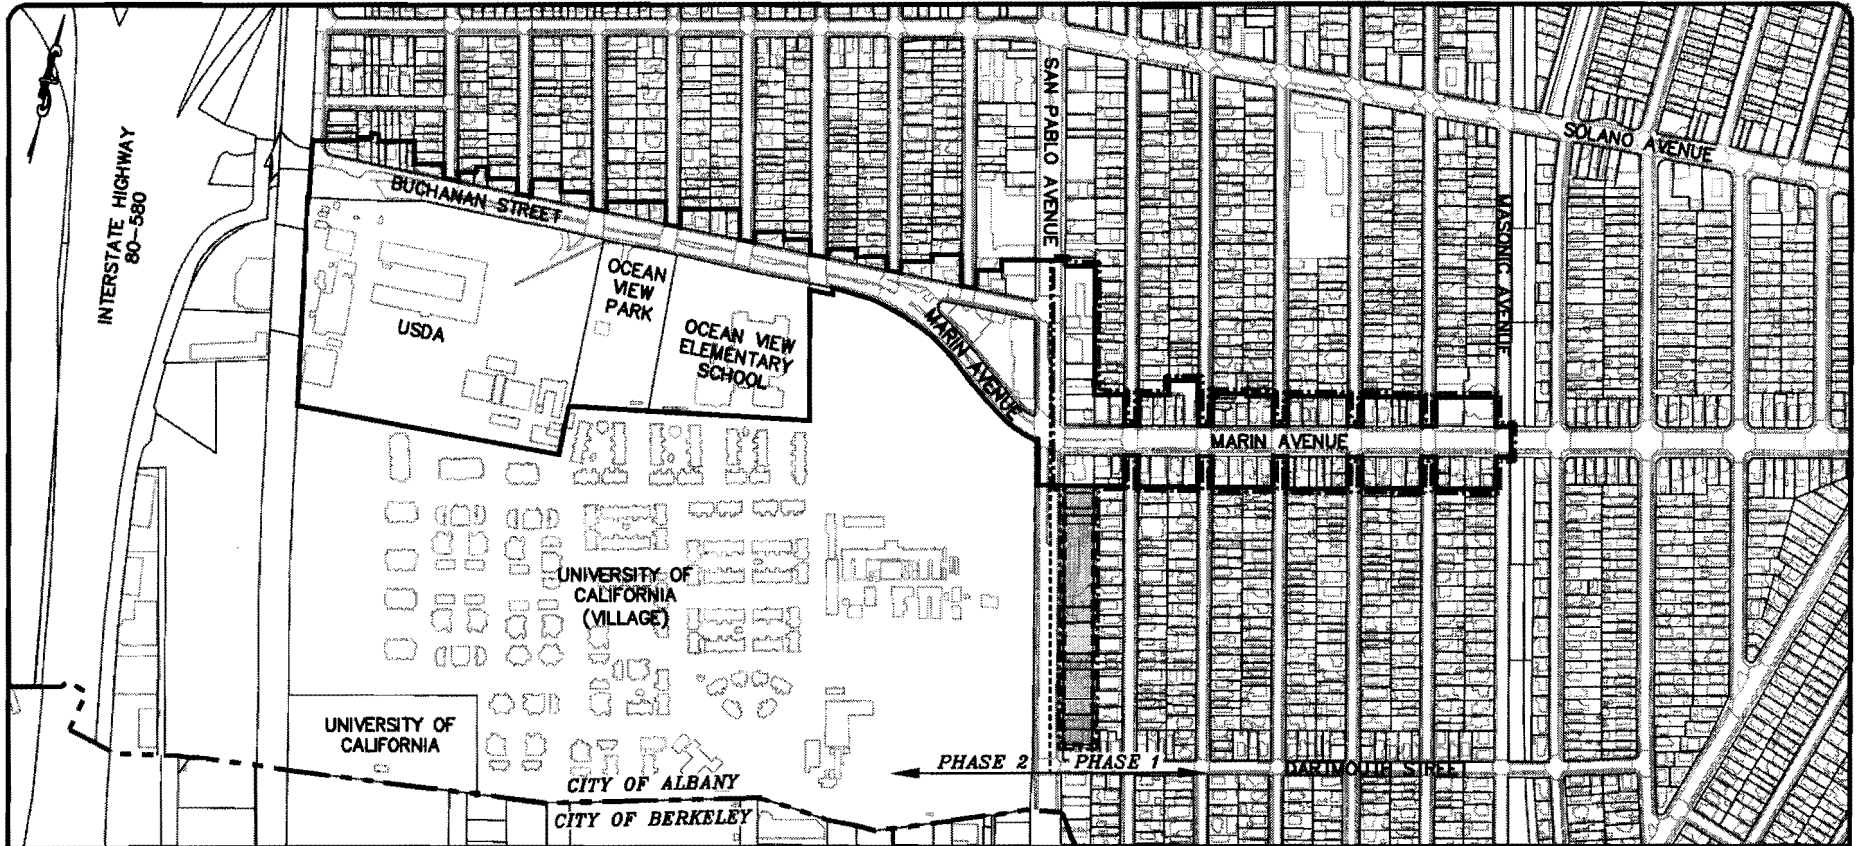 INTERSTATE HIGHWAY
80-580
BUCHANAN STREET
SAN PABLO AVENUE
SOLANO AVENUE
MASONIC AVENUE
USDA
OCEAN
VIEW
PARK
OCEAN VIEW
ELEMENTARY
SCHOOL
MARIN AVENUE
MARIN AVENUE
UNIVERSITY OF
CALIFORNIA
(VILLAGE)
UNIVERSITY OF
CALIFORNIA
PHASE 2
PHASE 1
DARTMOUTH STREET
CITY OF ALBANY
CITY OF BERKELEY